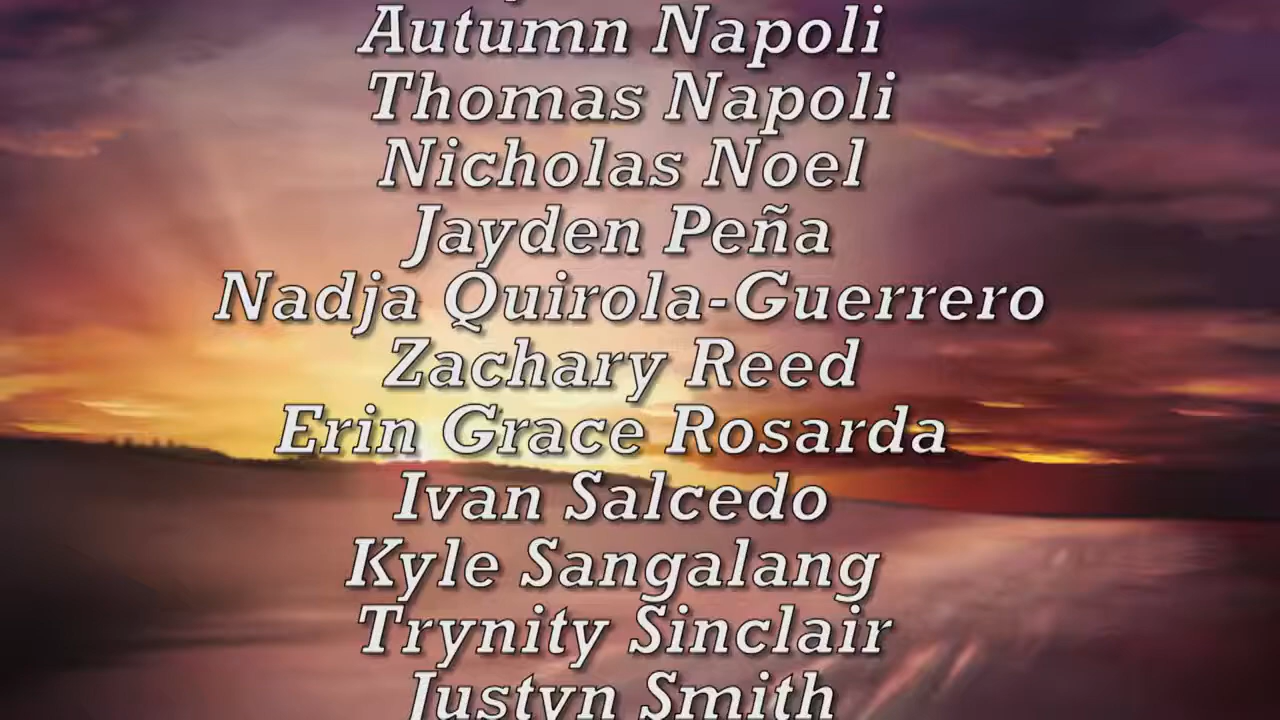 Autumn Napoli
Thomas Napoli
Nicholas Noel
Jayden Peña
Nadja Quirola-Guerrero
Zachary Reed
Erin Grace Rosarda
Ivan Salcedo
Kyle Sangalang
Trynity Sinclair
Justyn Smith